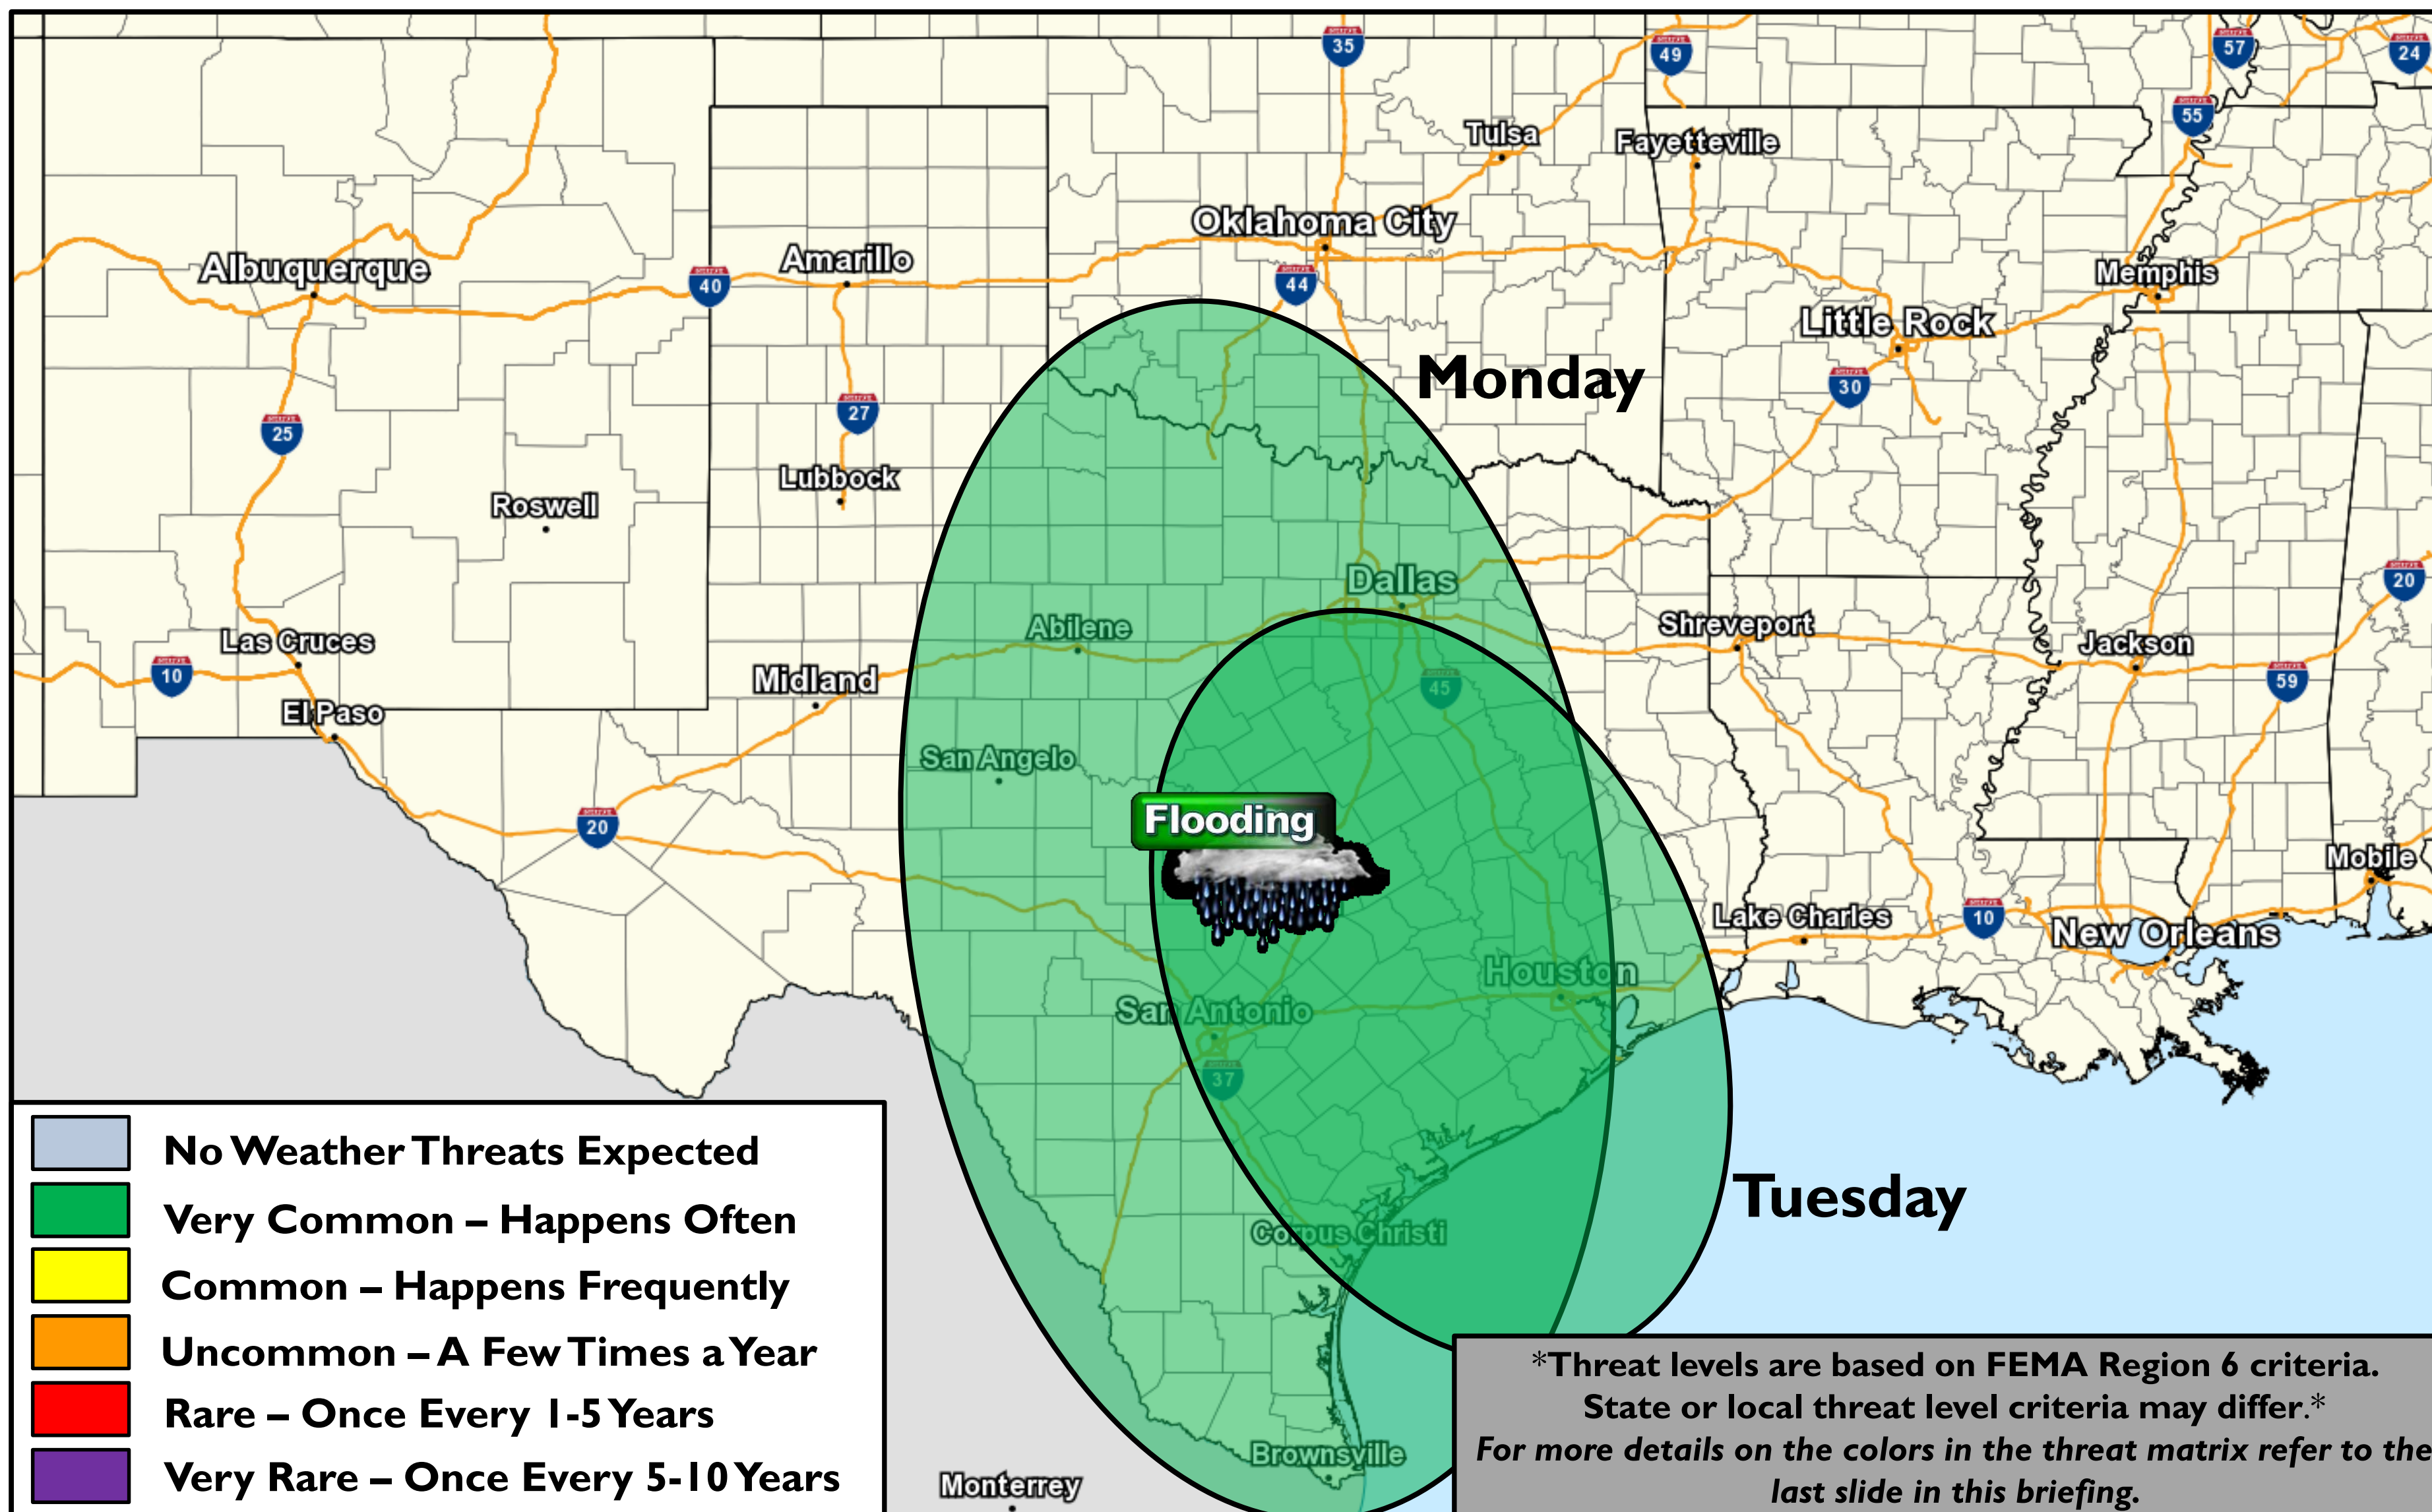 35
49
57
24
55
Tulsa
Fayetteville
Oklahoma City
Albuquerque
Amarillo
40
44
Memphis
Little Rock
Monday
30
25
27
Lubbock
Roswell
Dallas
20
Abilene
Shreveport
Las Cruces
Jackson
10
Midland
45
59
El Paso
San Angelo
Flooding
20
Mobile
Lake Charles
10
New Orleans
Houston
San Antonio
37
Tuesday
Corpus Christi
Brownsville
Monterrey
No Weather Threats Expected
Very Common – Happens Often
Common – Happens Frequently
Uncommon – A Few Times a Year
Rare – Once Every 1-5 Years
Very Rare – Once Every 5-10 Years
*Threat levels are based on FEMA Region 6 criteria.
State or local threat level criteria may differ.*
For more details on the colors in the threat matrix refer to the
last slide in this briefing.